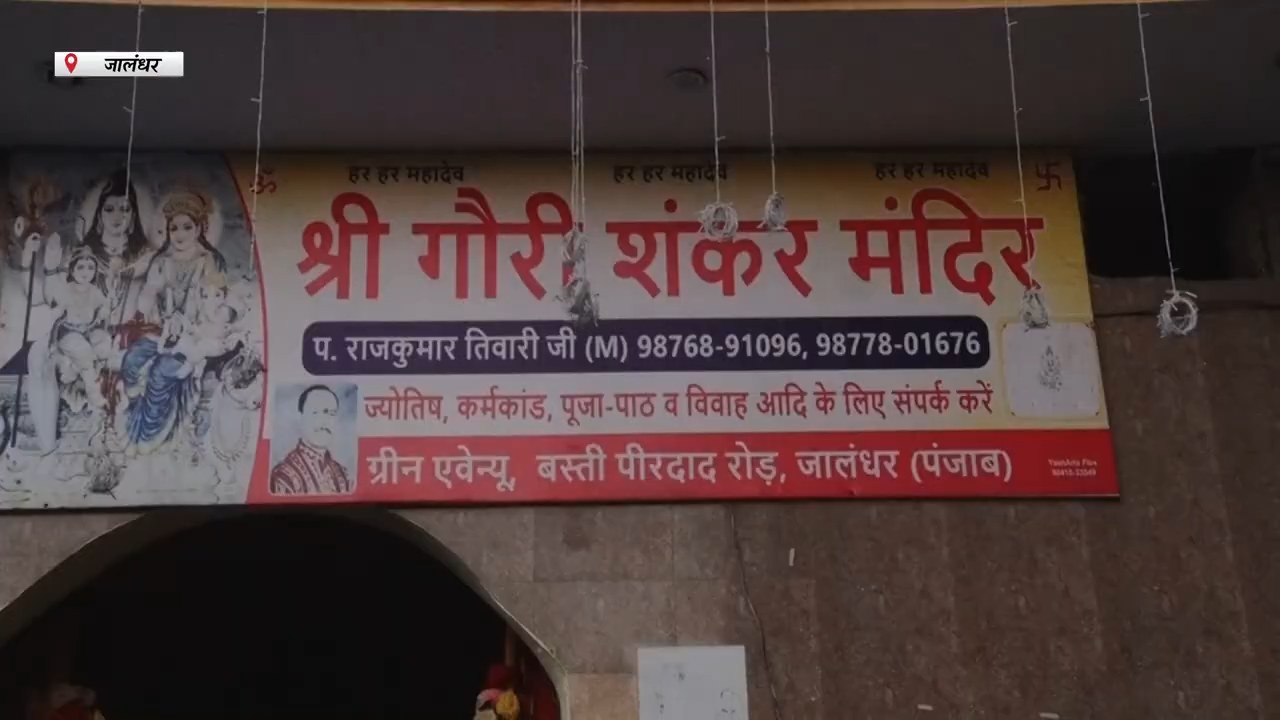 जालंधर
हर हर महादेव हर हर महादेव हर हर महादेव
श्री गौरी शंकर मंदिर
प. राजकुमार तिवारी जी (M) 98768-91096, 98778-01676
ज्योतिष, कर्मकांड, पूजा-पाठ व विवाह आदि के लिए संपर्क करें
ग्रीन एवेन्यू, बस्ती पीरदाद रोड़, जालंधर (पंजाब)